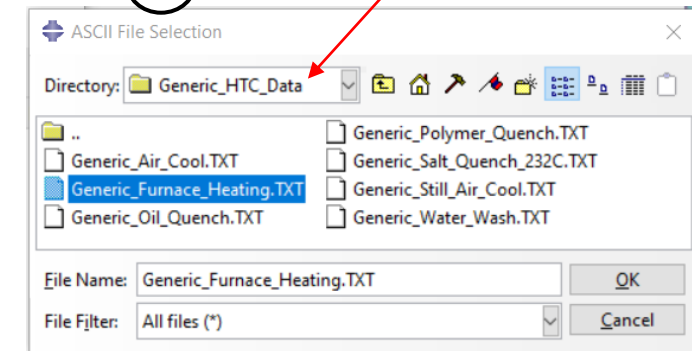 ASCII File Selection
Directory: Generic_HTC_Data
..
Generic_Air_Cool.TXT
Generic_Furnace_Heating.TXT
Generic_Oil_Quench.TXT
Generic_Polymer_Quench.TXT
Generic_Salt_Quench_232C.TXT
Generic_Still_Air_Cool.TXT
Generic_Water_Wash.TXT
File Name: Generic_Furnace_Heating.TXT OK
File Filter: All files (*) Cancel